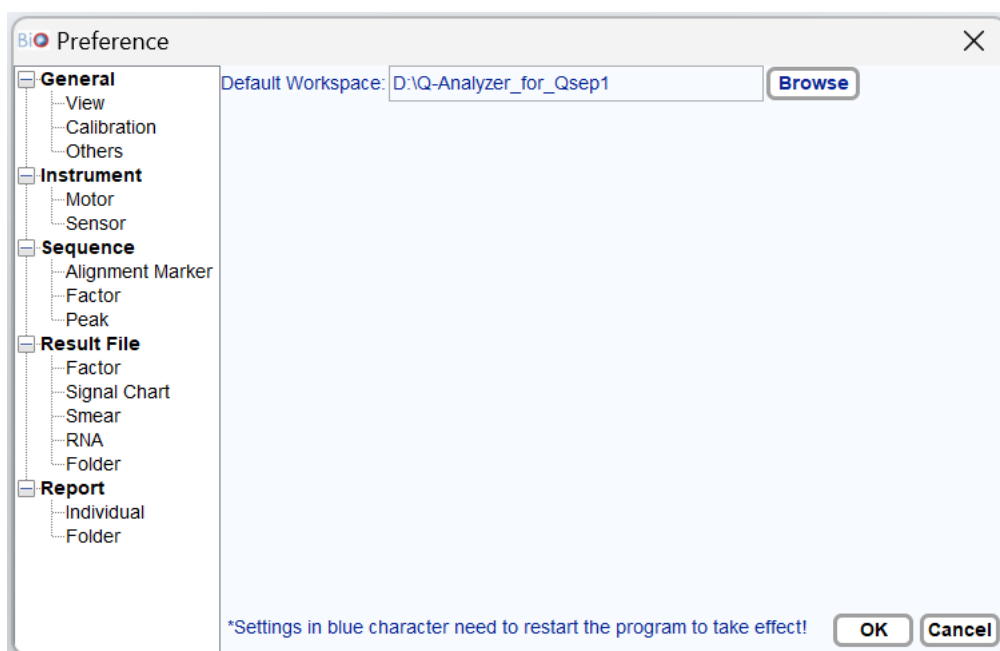 BiO Preference
General
View
Calibration
Others
Instrument
Motor
Sensor
Sequence
Alignment Marker
Factor
Peak
Result File
Factor
Signal Chart
Smear
RNA
Folder
Report
Individual
Folder
Default Workspace: D:\Q-Analyzer_for_Qsep1 Browse
*Settings in blue character need to restart the program to take effect! OK Cancel